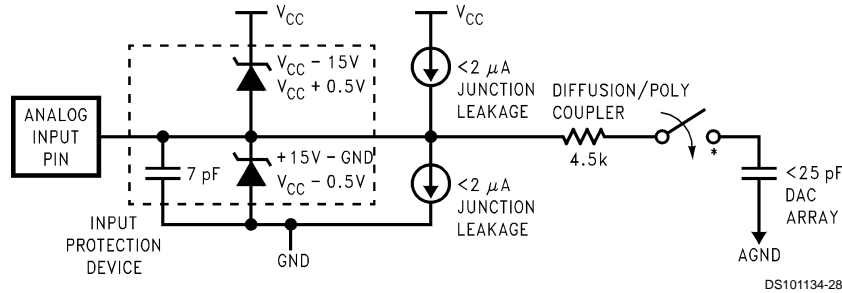 V_CC
V_CC
V_CC − 15V
V_CC + 0.5V
<2 μA
JUNCTION
LEAKAGE
DIFFUSION/POLY
COUPLER
ANALOG
INPUT
PIN
4.5k
*
7 pF
+15V − GND
V_CC − 0.5V
<2 μA
JUNCTION
LEAKAGE
<25 pF
DAC
ARRAY
INPUT
PROTECTION
DEVICE
GND
AGND
DS101134-28